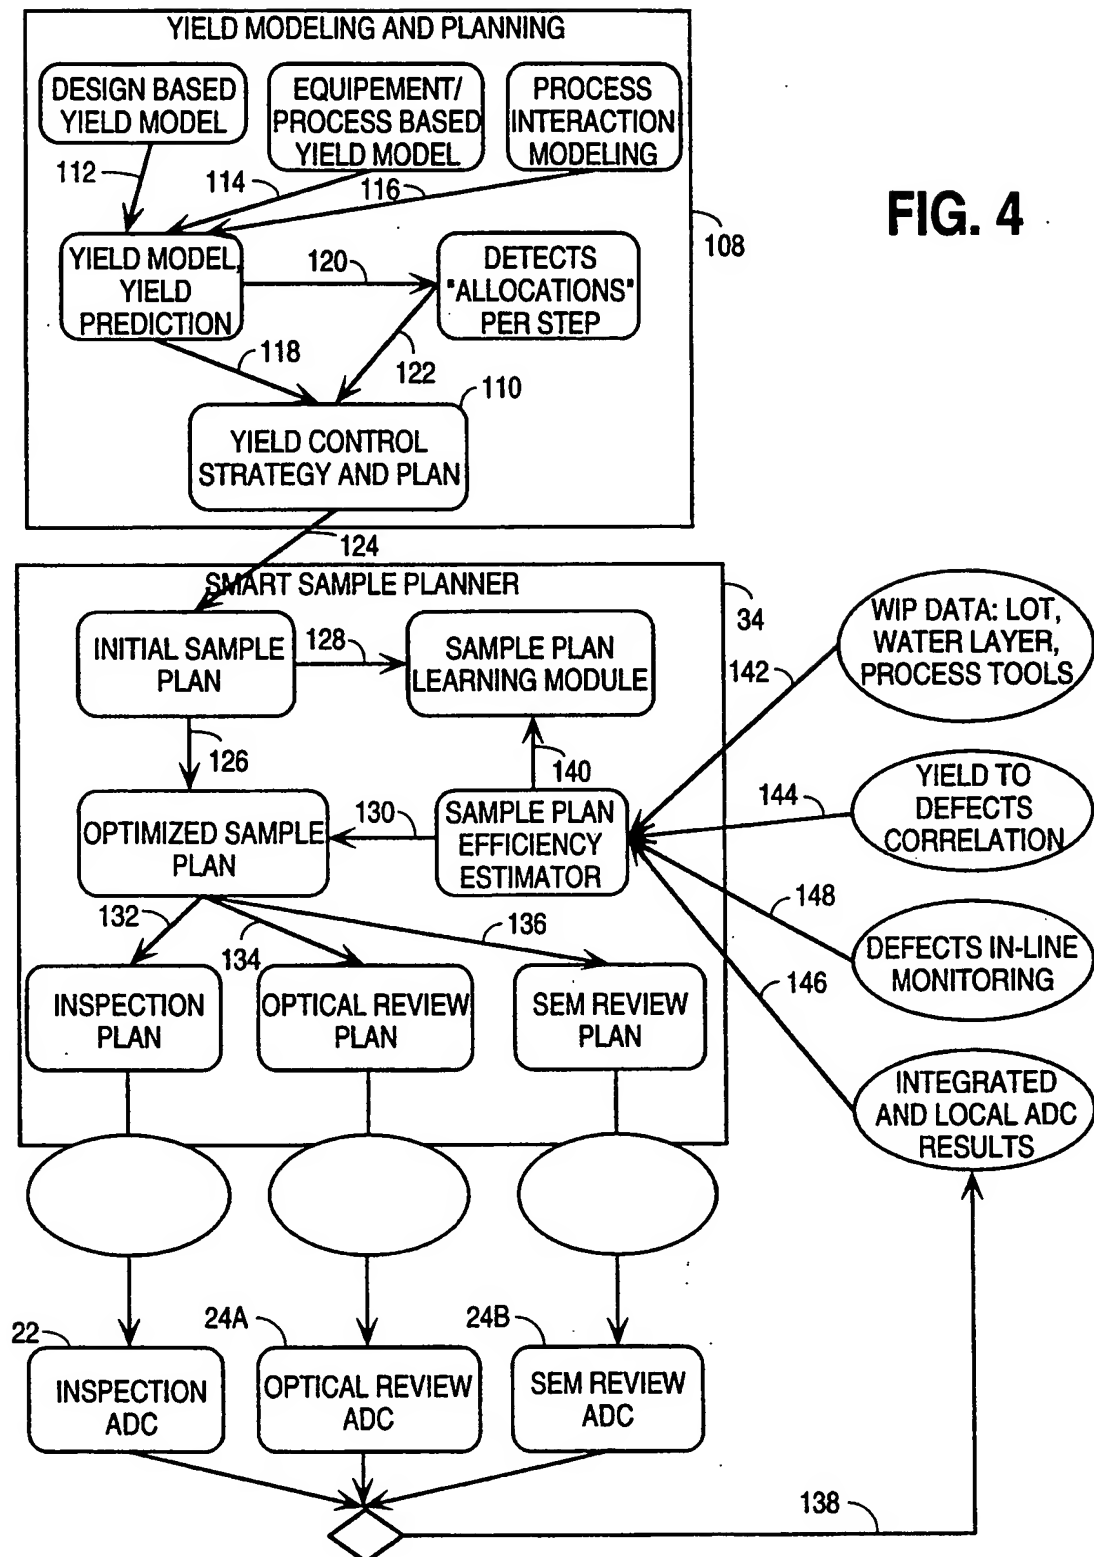 YIELD MODELING AND PLANNING
DESIGN BASED
YIELD MODEL
EQUIPEMENT/
PROCESS BASED
YIELD MODEL
PROCESS
INTERACTION
MODELING
112
114
116
FIG. 4
108
YIELD MODEL,
YIELD
PREDICTION
120
DETECTS
"ALLOCATIONS"
PER STEP
118
122
110
YIELD CONTROL
STRATEGY AND PLAN
124
SMART SAMPLE PLANNER
34
INITIAL SAMPLE
PLAN
128
SAMPLE PLAN
LEARNING MODULE
142
WIP DATA: LOT,
WATER LAYER,
PROCESS TOOLS
126
140
OPTIMIZED SAMPLE
PLAN
130
SAMPLE PLAN
EFFICIENCY
ESTIMATOR
144
YIELD TO
DEFECTS
CORRELATION
132
134
136
148
DEFECTS IN-LINE
MONITORING
146
INSPECTION
PLAN
OPTICAL REVIEW
PLAN
SEM REVIEW
PLAN
INTEGRATED
AND LOCAL ADC
RESULTS
22
24A
24B
INSPECTION
ADC
OPTICAL REVIEW
ADC
SEM REVIEW
ADC
138